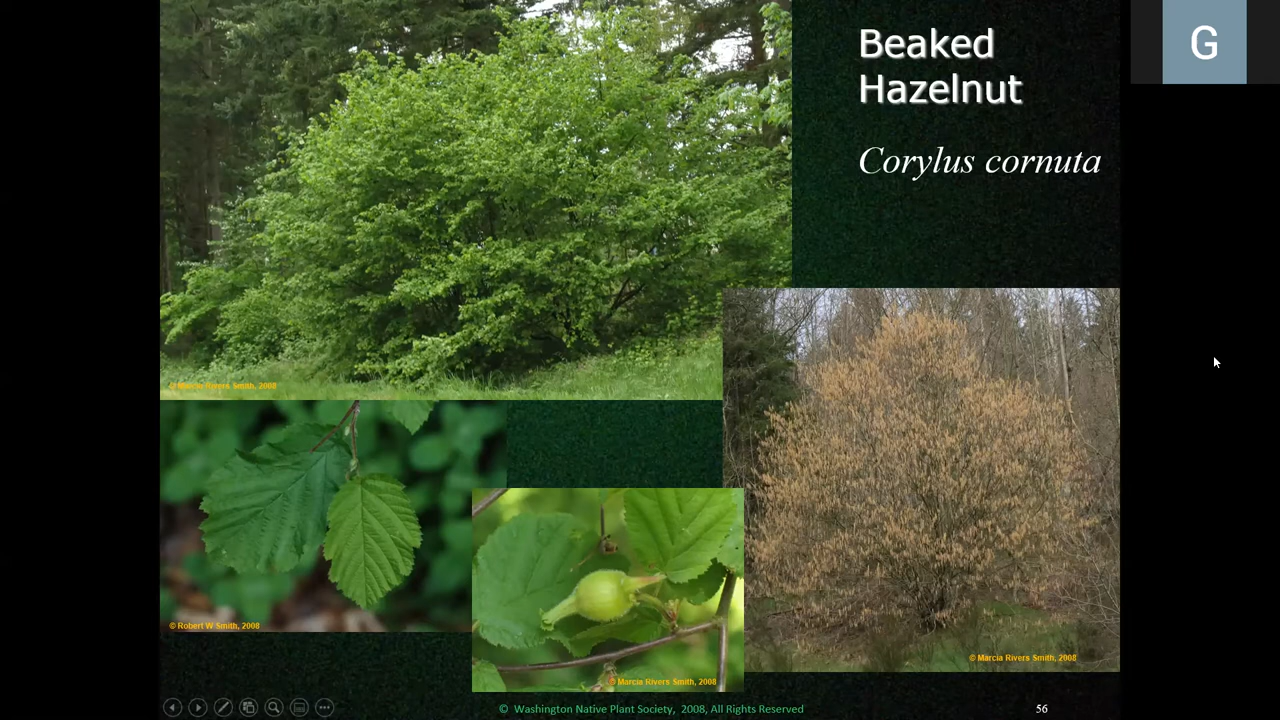 Beaked
Hazelnut
Corylus cornuta
G
© Marcia Rivers Smith, 2008
© Robert W Smith, 2008
© Marcia Rivers Smith, 2008
© Marcia Rivers Smith, 2008
© Washington Native Plant Society, 2008, All Rights Reserved
56